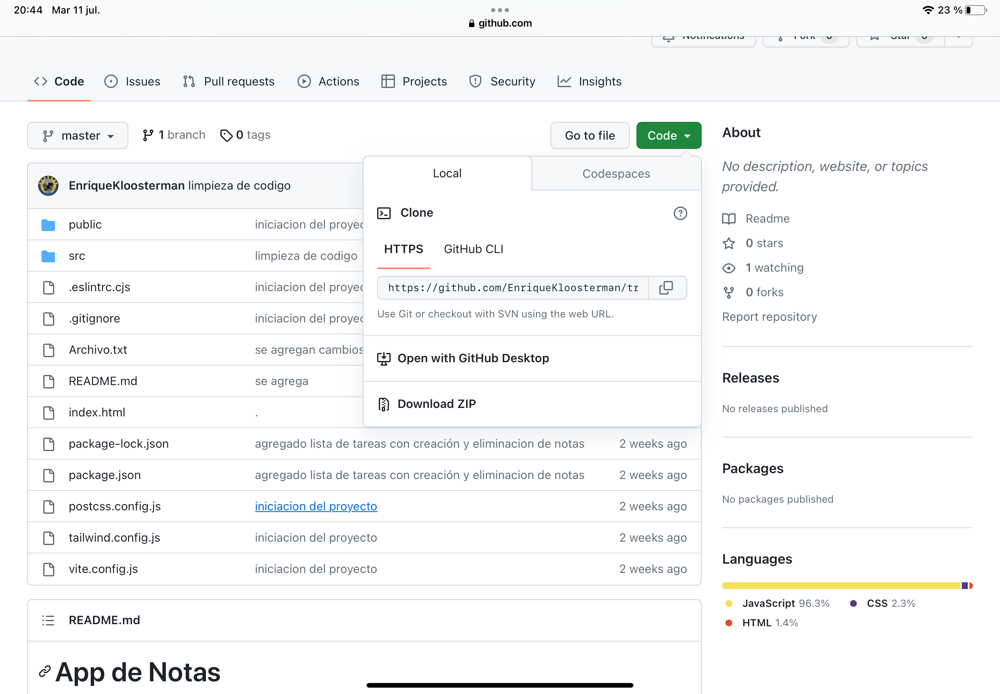 20:44 Mar 11 jul.
23 %
github.com
Notifications Fork 0 Star 0
Code Issues Pull requests Actions Projects Security Insights
master 1 branch 0 tags Go to file Code
EnriqueKloosterman limpieza de codigo
public iniciacion del
src limpieza de codigo
.eslintrc.cjs iniciacion del
.gitignore iniciacion del
Archivo.txt se agregan cambios
README.md se agrega
index.html .
package-lock.json agregado lista de tareas con creación y eliminacion de notas 2 weeks ago
package.json agregado lista de tareas con creación y eliminacion de notas 2 weeks ago
postcss.config.js iniciacion del proyecto 2 weeks ago
tailwind.config.js iniciacion del proyecto 2 weeks ago
vite.config.js iniciacion del proyecto 2 weeks ago
Local Codespaces
Clone
HTTPS GitHub CLI
https://github.com/EnriqueKloosterman/tr
Use Git or checkout with SVN using the web URL.
Open with GitHub Desktop
Download ZIP
README.md
App de Notas
About
No description, website, or topics
provided.
Readme
0 stars
1 watching
0 forks
Report repository
Releases
No releases published
Packages
No packages published
Languages
JavaScript 96.3% CSS 2.3%
HTML 1.4%